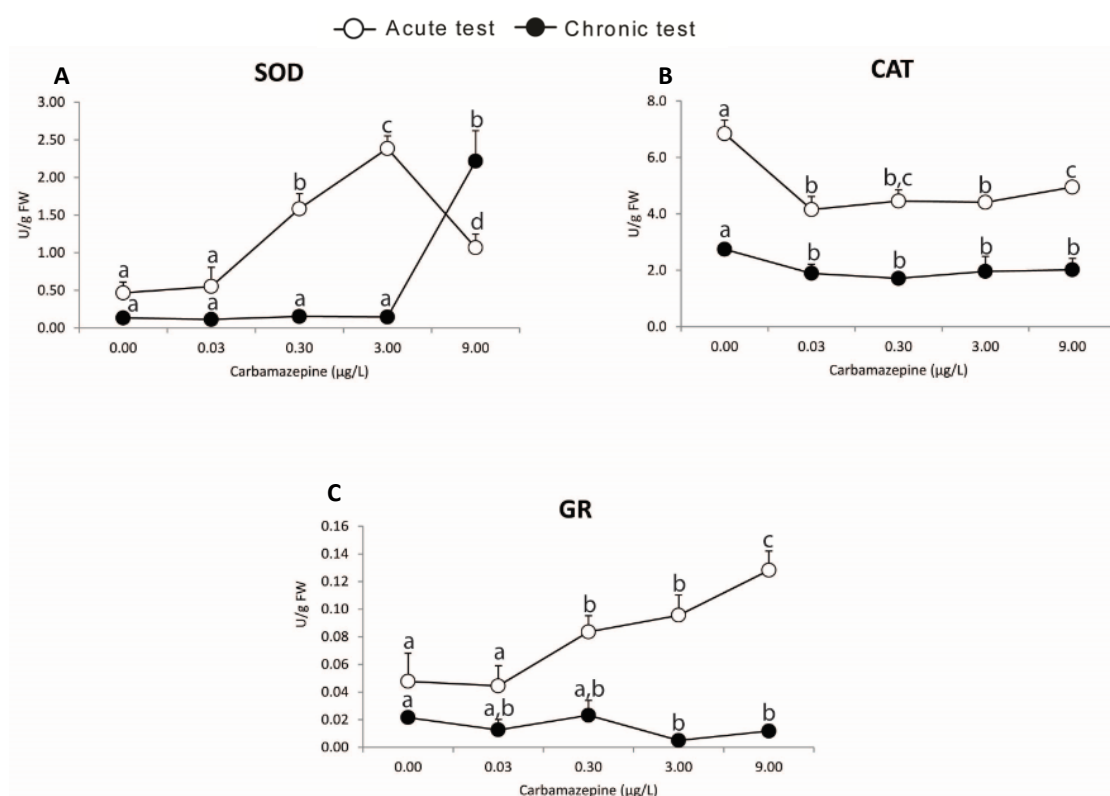 Acute test Chronic test
A
SOD
3.00
2.50
2.00
1.50
1.00
0.50
0.00
U/g FW
a
a
b
c
d
a
a
a
a
b
0.00 0.03 0.30 3.00 9.00
Carbamazepine (µg/L)
B
CAT
8.0
6.0
4.0
2.0
0.0
U/g FW
a
b
b,c
b
c
a
b
b
b
b
0.00 0.03 0.30 3.00 9.00
Carbamazepine (µg/L)
C
GR
0.16
0.14
0.12
0.10
0.08
0.06
0.04
0.02
0.00
U/g FW
a
a
b
b
c
a
a,b
a,b
b
b
0.00 0.03 0.30 3.00 9.00
Carbamazepine (µg/L)